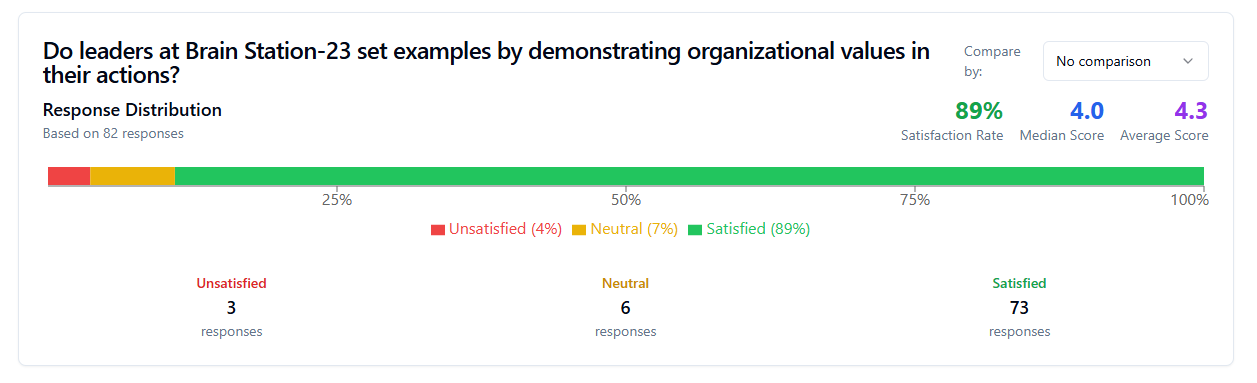 Do leaders at Brain Station-23 set examples by demonstrating organizational values in
their actions?
Compare
by:
No comparison
Response Distribution
Based on 82 responses
89%
Satisfaction Rate
4.0
Median Score
4.3
Average Score
25%
50%
75%
100%
Unsatisfied (4%)
Neutral (7%)
Satisfied (89%)
Unsatisfied
3
responses
Neutral
6
responses
Satisfied
73
responses